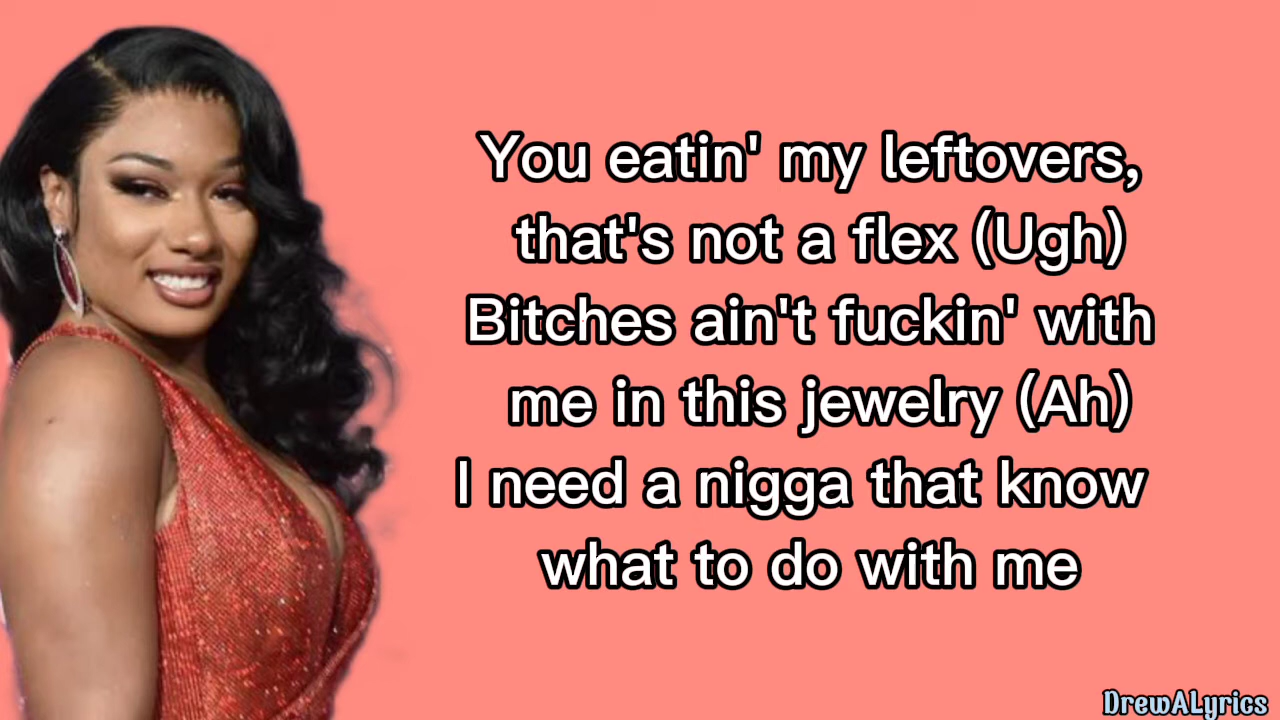 You eatin' my leftovers,
that's not a flex (Ugh)
Bitches ain't fuckin' with
me in this jewelry (Ah)
I need a nigga that know
what to do with me
DrewALyrics